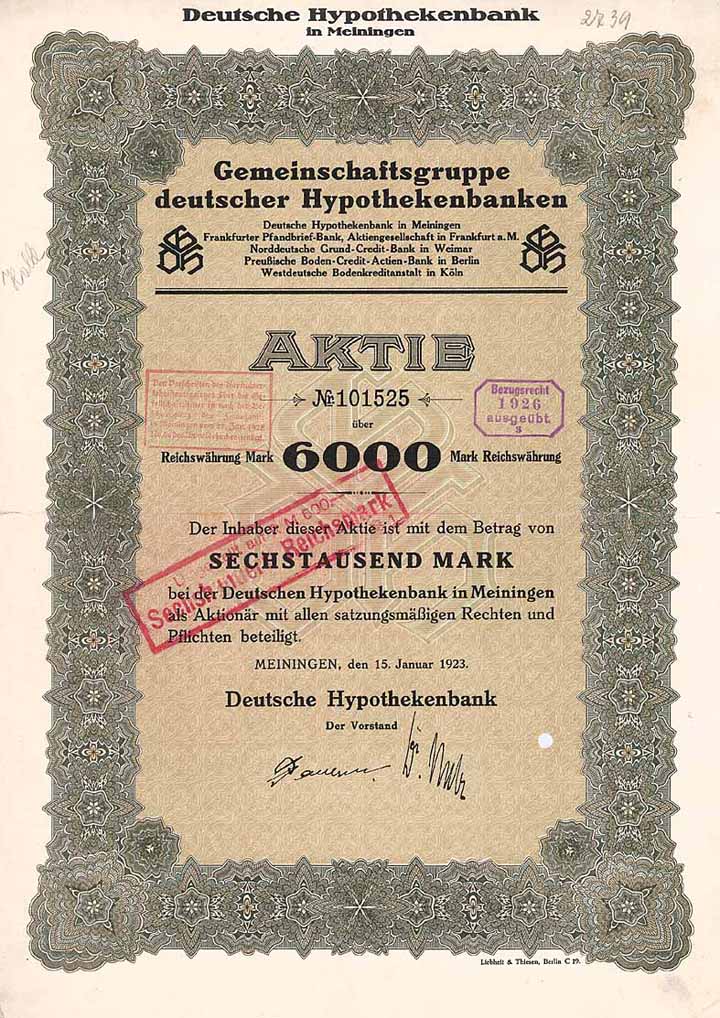 Deutsche Hypothekenbank
in Meiningen
2739
Gemeinschaftsgruppe
deutscher Hypothekenbanken
Deutsche Hypothekenbank in Meiningen
Frankfurter Pfandbrief-Bank, Aktiengesellschaft in Frankfurt a. M.
Norddeutsche Grund-Credit-Bank in Weimar
Preußische Boden-Credit-Actien-Bank in Berlin
Westdeutsche Bodenkreditanstalt in Köln
AKTIE
№ 101525
Bezugsrecht
1926
ausgeübt.
über
Reichswährung Mark 6000 Mark Reichswährung
Reichsmark
Der Inhaber dieser Aktie ist mit dem Betrag von
SECHSTAUSEND MARK
bei der Deutschen Hypothekenbank in Meiningen
als Aktionär mit allen satzungsmäßigen Rechten und
Pflichten beteiligt.
MEININGEN, den 15. Januar 1923.
Deutsche Hypothekenbank
Der Vorstand
Liebheit & Thiesen, Berlin C 19.